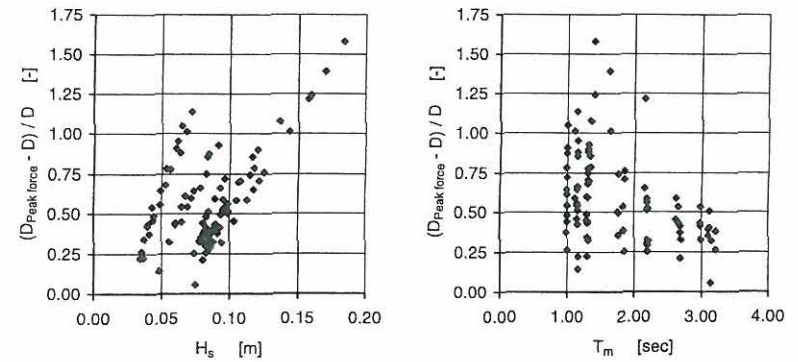 (D_Peak force - D) / D [-]
1.75
1.50
1.25
1.00
0.75
0.50
0.25
0.00
0.00 0.05 0.10 0.15 0.20
H_s [m]
(D_Peak force - D) / D [-]
1.75
1.50
1.25
1.00
0.75
0.50
0.25
0.00
0.00 1.00 2.00 3.00 4.00
T_m [sec]